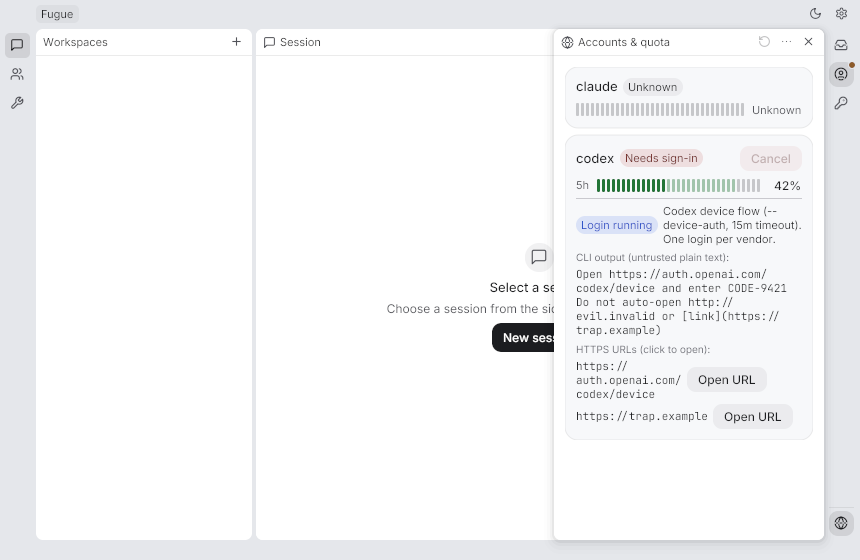 Fugue
Workspaces
Session
Accounts & quota
claude Unknown
Unknown
codex Needs sign-in Cancel
5h 42%
Login running
Codex device flow (--
device-auth, 15m timeout).
One login per vendor.
CLI output (untrusted plain text):
Open https://auth.openai.com/
codex/device and enter CODE-9421
Do not auto-open http://
evil.invalid or [link](https://
trap.example)
HTTPS URLs (click to open):
https://
auth.openai.com/
codex/device
Open URL
https://trap.example Open URL
Select a se
Choose a session from the sid
New sess